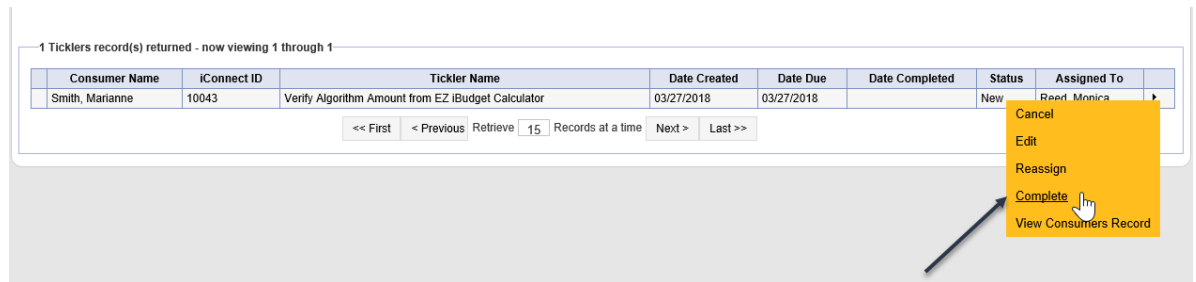 1 Ticklers record(s) returned - now viewing 1 through 1
Consumer Name iConnect ID Tickler Name Date Created Date Due Date Completed Status Assigned To
Smith, Marianne 10043 Verify Algorithm Amount from EZ iBudget Calculator 03/27/2018 03/27/2018 New Reed, Monica
<< First < Previous Retrieve 15 Records at a time Next > Last >>
Cancel
Edit
Reassign
Complete
View Consumers Record